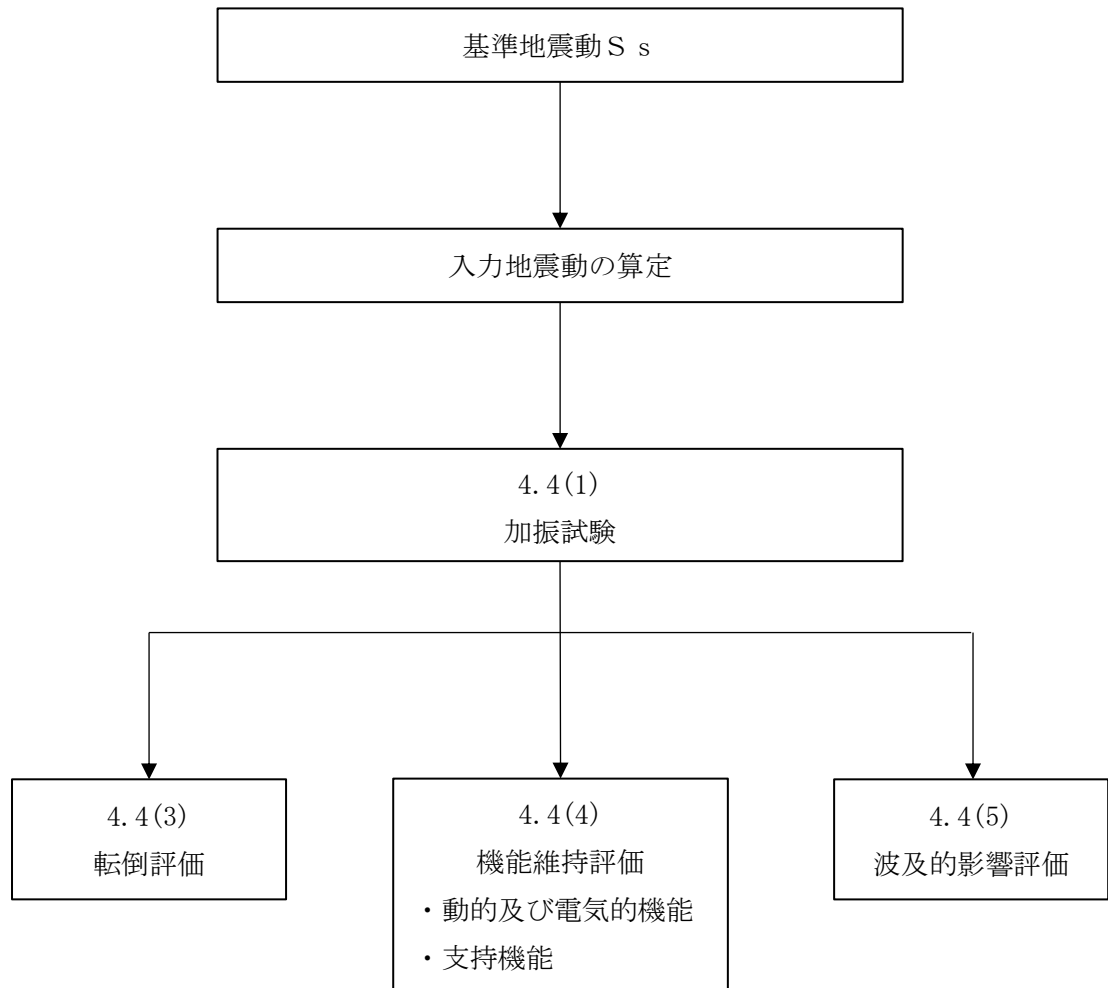 基準地震動Ｓｓ
入力地震動の算定
4.4(1)
加振試験
4.4(3)
転倒評価
4.4(4)
機能維持評価
・動的及び電気的機能
・支持機能
4.4(5)
波及的影響評価